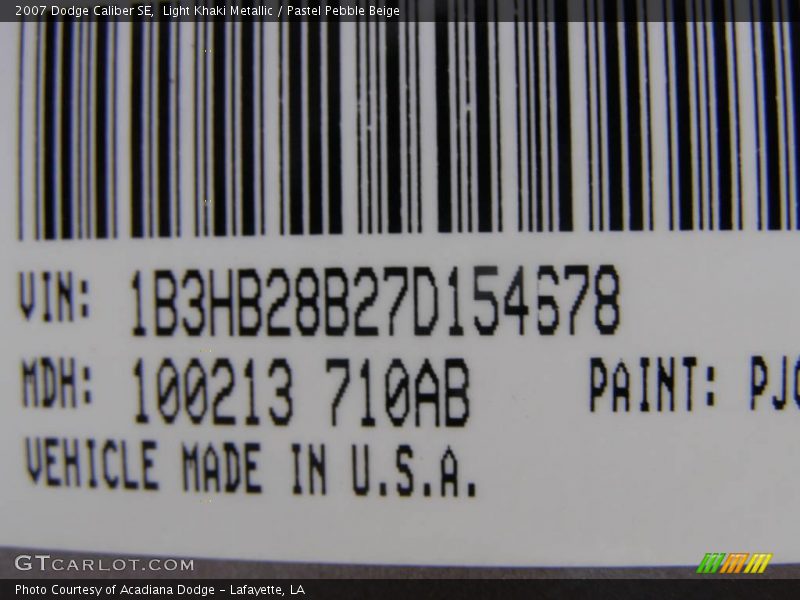 2007 Dodge Caliber SE,  Light Khaki Metallic / Pastel Pebble Beige
VIN: 1B3HB28B27D154678
MDH: 100213 710AB PAINT: PJ
VEHICLE MADE IN U.S.A.
GTCARLOT.COM
Photo Courtesy of Acadiana Dodge - Lafayette, LA